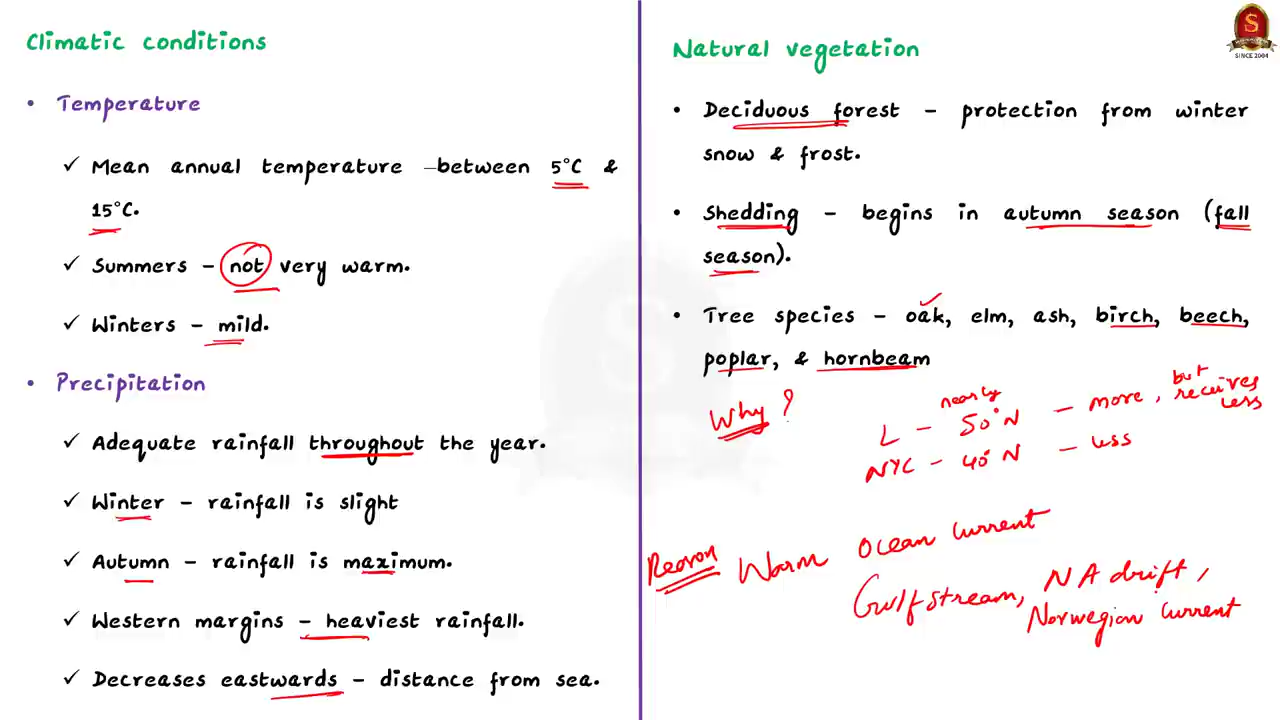 Climatic conditions
• Temperature
✓ Mean annual temperature –between 5°C &
15°C.
✓ Summers – not very warm.
✓ Winters – mild.
• Precipitation
✓ Adequate rainfall throughout the year.
✓ Winter – rainfall is slight
✓ Autumn – rainfall is maximum.
✓ Western margins – heaviest rainfall.
✓ Decreases eastwards – distance from sea.
Natural vegetation
• Deciduous forest – protection from winter
snow & frost.
• Shedding – begins in autumn season (fall
season).
• Tree species – oak, elm, ash, birch, beech,
poplar, & hornbeam
Why?
nearly
L – 50°N – more, but receives less
NYC – 40°N – less
Reason Warm Ocean Current
Gulf stream, NA drift,
Norwegian Current
S
SINCE 2004